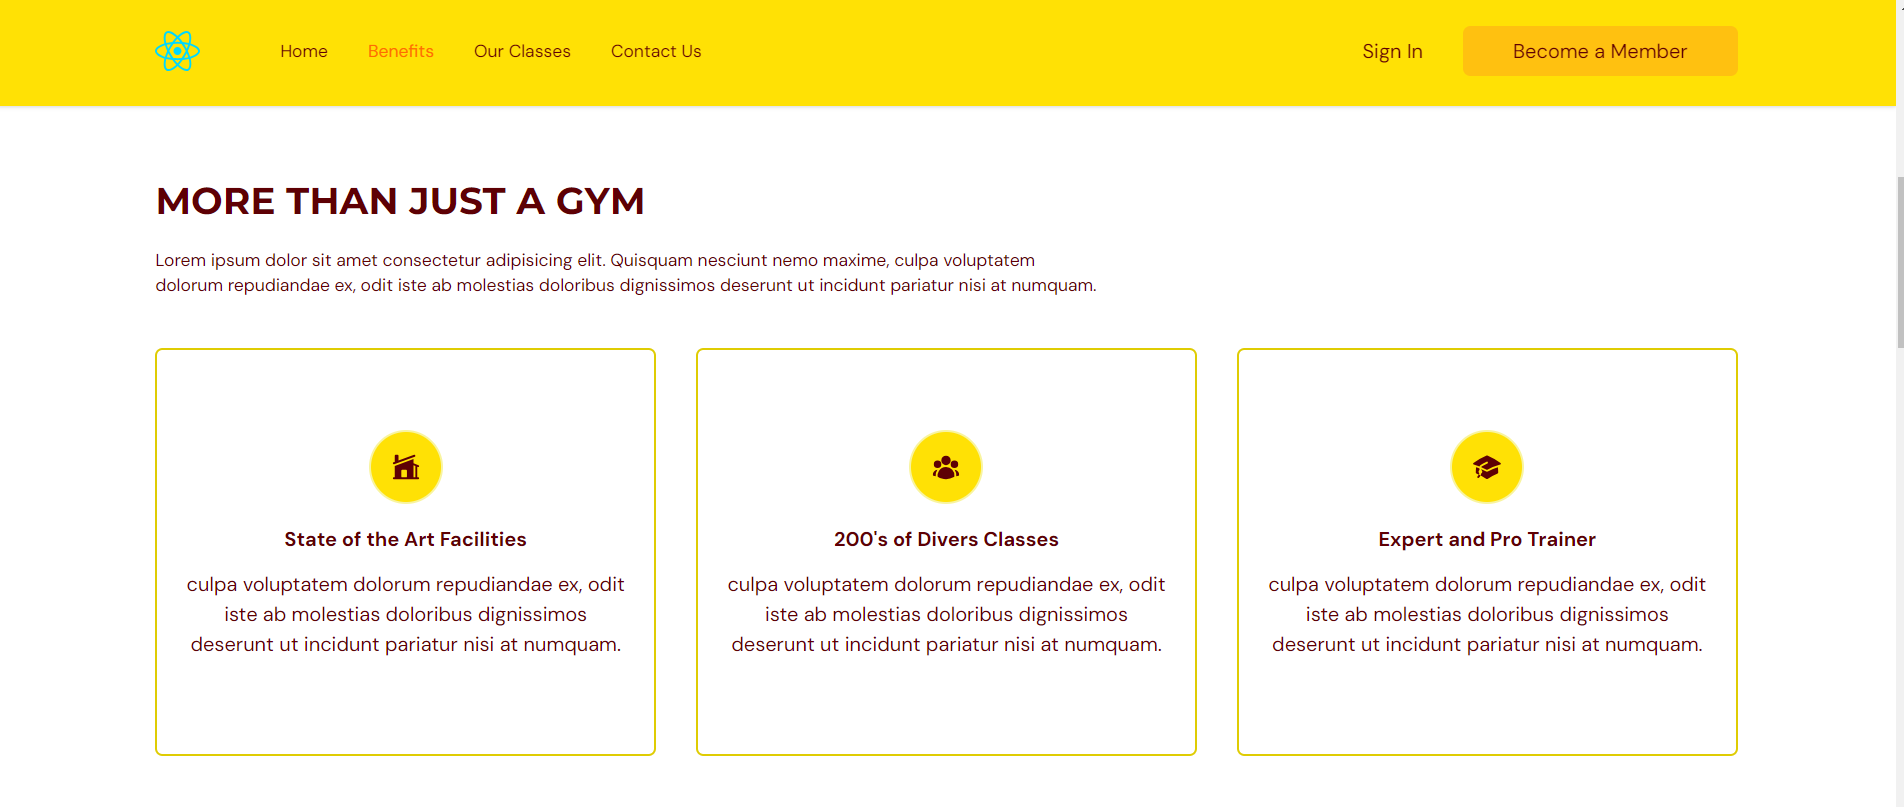 Home Benefits Our Classes Contact Us Sign In Become a Member
MORE THAN JUST A GYM
Lorem ipsum dolor sit amet consectetur adipisicing elit. Quisquam nesciunt nemo maxime, culpa voluptatem
dolorum repudiandae ex, odit iste ab molestias doloribus dignissimos deserunt ut incidunt pariatur nisi at numquam.
State of the Art Facilities
culpa voluptatem dolorum repudiandae ex, odit
iste ab molestias doloribus dignissimos
deserunt ut incidunt pariatur nisi at numquam.
200's of Divers Classes
culpa voluptatem dolorum repudiandae ex, odit
iste ab molestias doloribus dignissimos
deserunt ut incidunt pariatur nisi at numquam.
Expert and Pro Trainer
culpa voluptatem dolorum repudiandae ex, odit
iste ab molestias doloribus dignissimos
deserunt ut incidunt pariatur nisi at numquam.